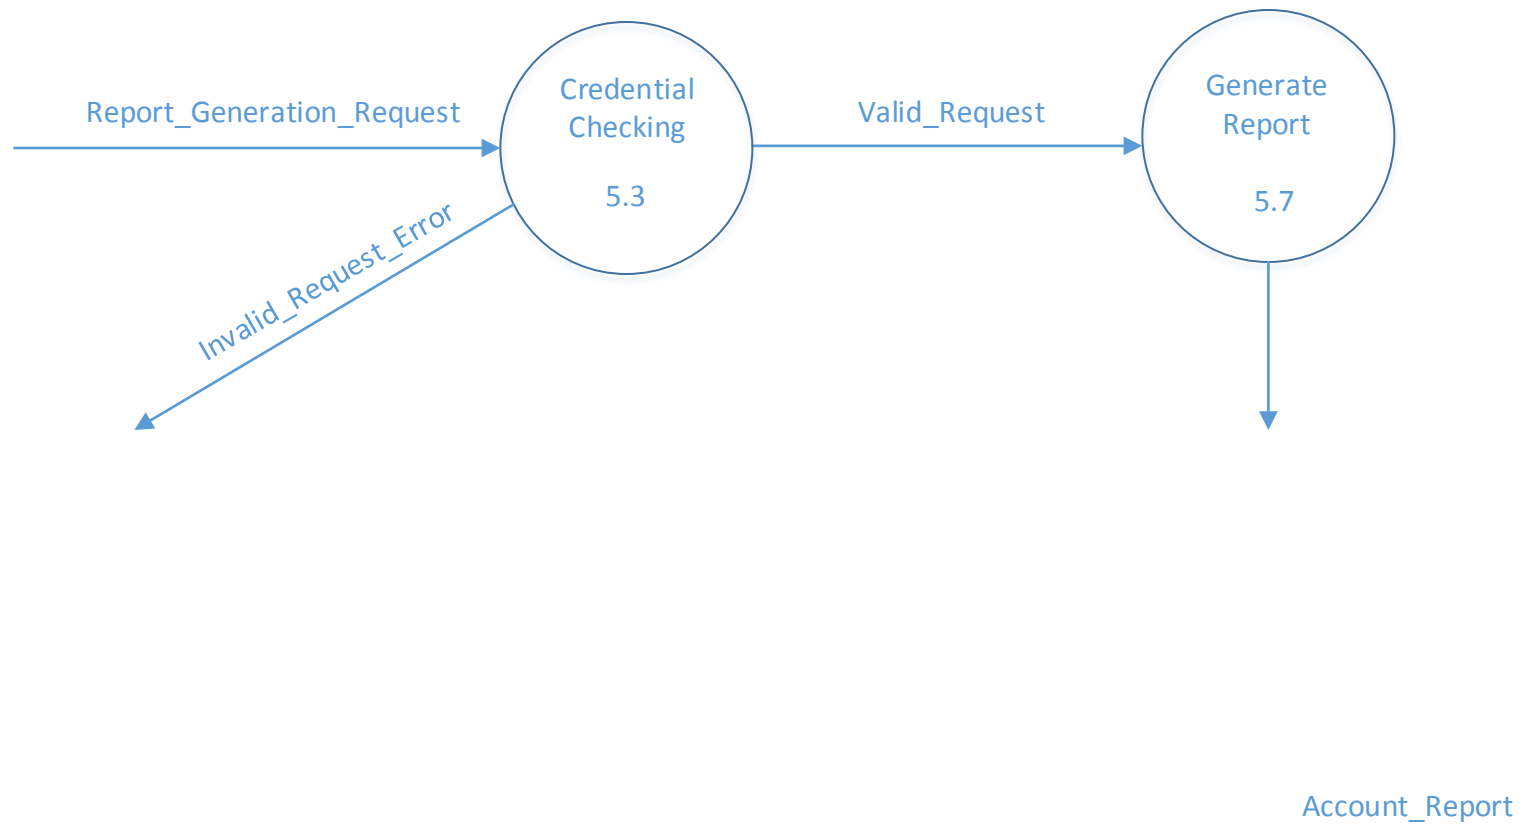 Report_Generation_Request
Credential
Checking
5.3
Valid_Request
Generate
Report
5.7
Invalid_Request_Error
Account_Report